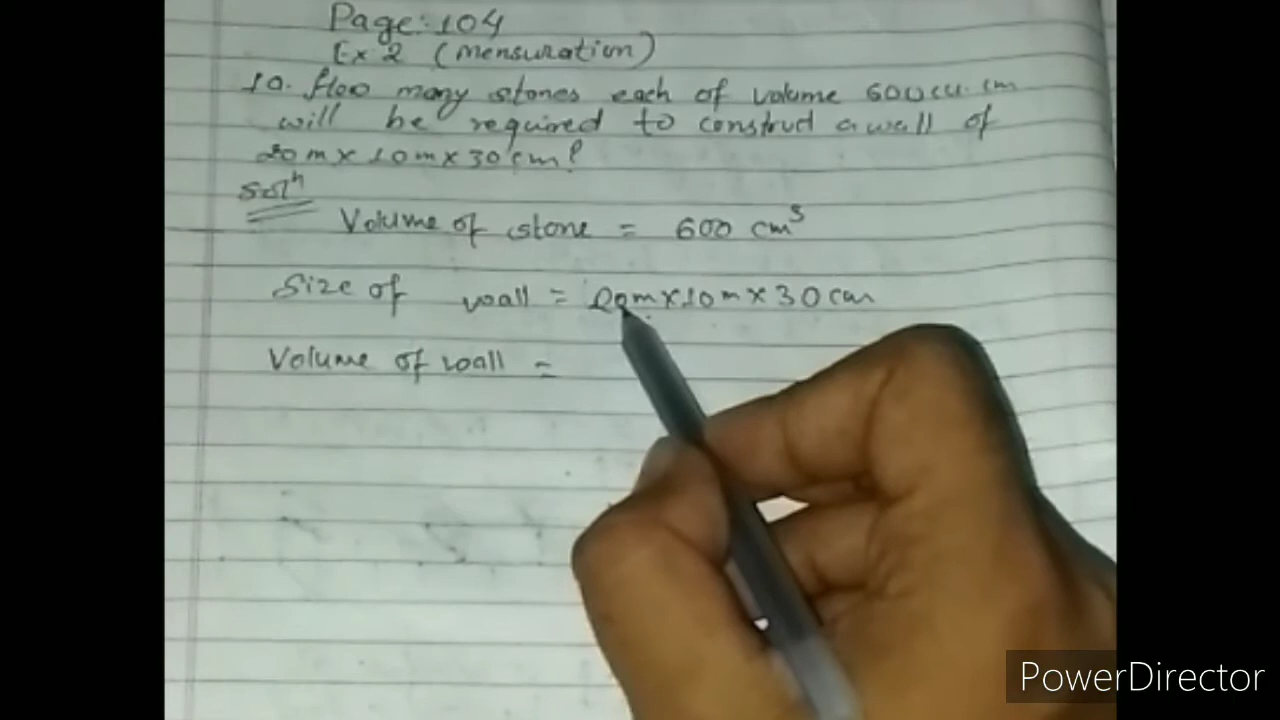 Page: 104
Ex 2 (mensuration)
10. How many stones each of volume 600 cu. cm
will be required to construct a wall of
20 m x 10 m x 30 cm?
Solⁿ
Volume of stone = 600 cm³
Size of wall = 20m x 10 m x 30 cm
Volume of wall =
PowerDirector